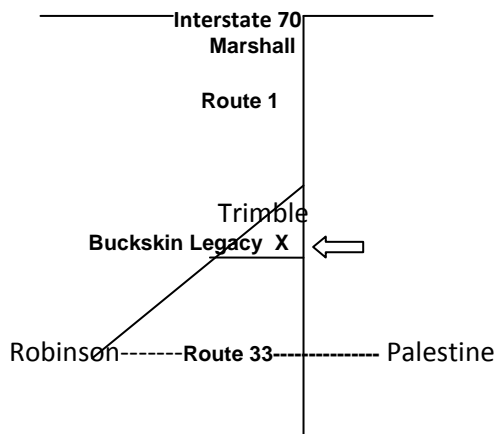 Interstate 70
Marshall
Route 1
Trimble
Buckskin Legacy X
Robinson-------Route 33------------- Palestine